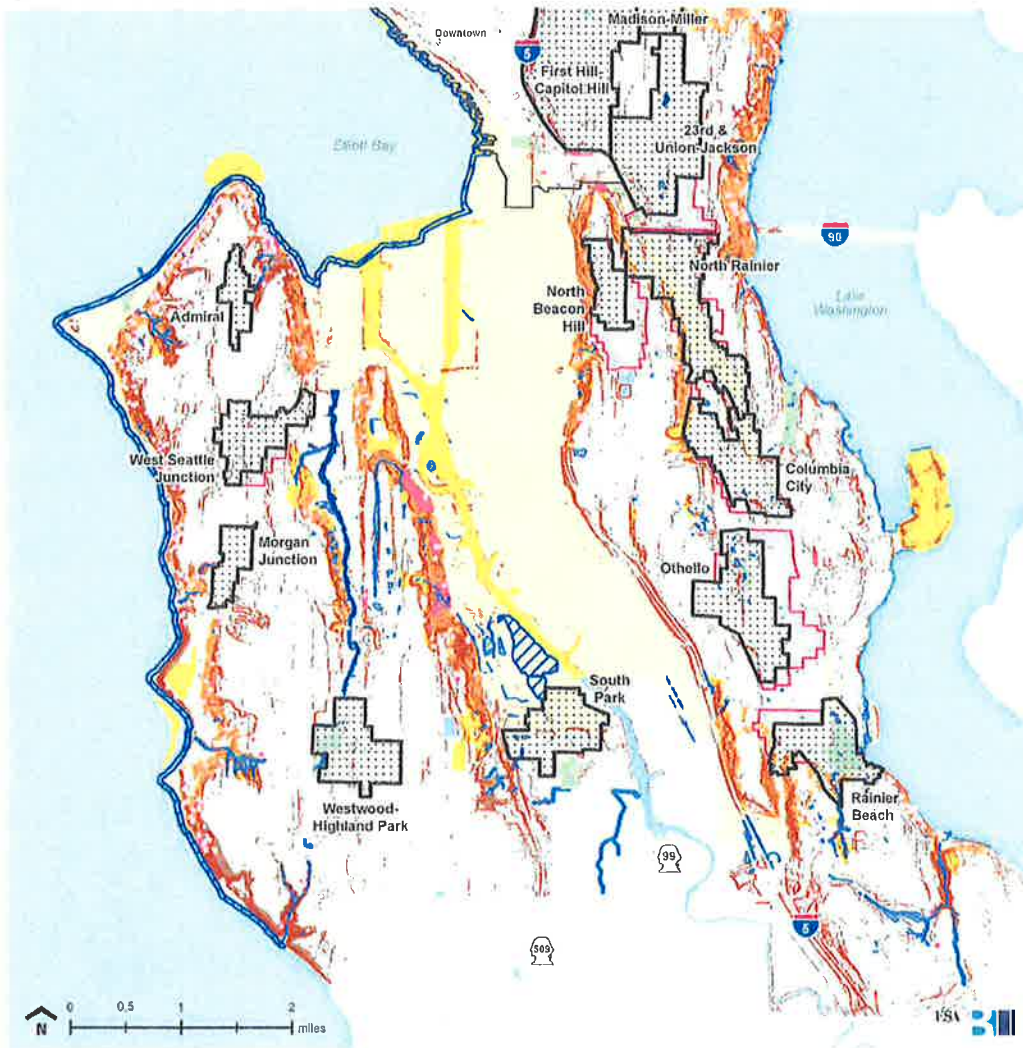 Madison-Miller
Downtown
5
First Hill-
Capitol Hill
23rd &
Union-Jackson
Elliott Bay
90
North Rainier
North
Beacon
Hill
Lake
Washington
Admiral
West Seattle
Junction
Columbia
City
Morgan
Junction
Othello
South
Park
Westwood-
Highland Park
Rainier
Beach
99
5
509
N
0 0.5 1 2
miles
ESA